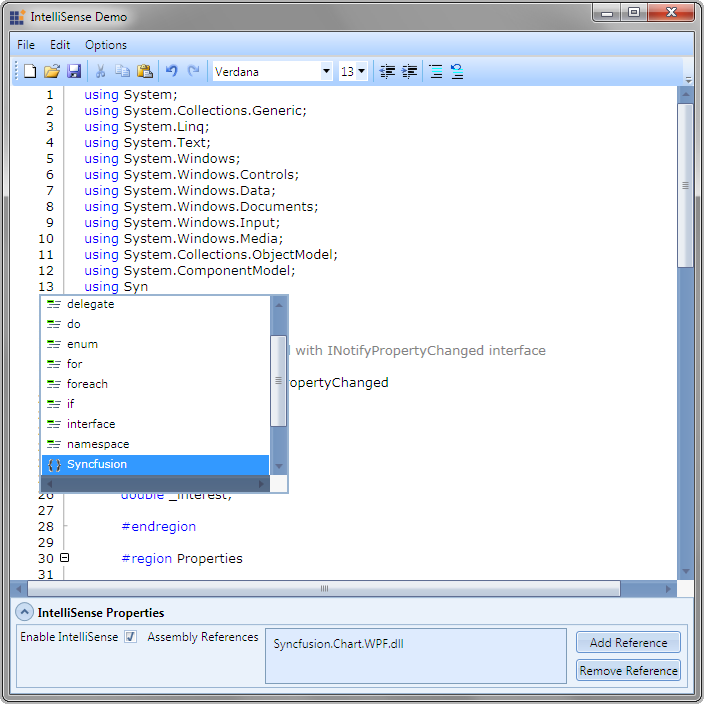 IntelliSense Demo
File Edit Options
Verdana 13
1 using System;
2 using System.Collections.Generic;
3 using System.Linq;
4 using System.Text;
5 using System.Windows;
6 using System.Windows.Controls;
7 using System.Windows.Data;
8 using System.Windows.Documents;
9 using System.Windows.Input;
10 using System.Windows.Media;
11 using System.Collections.ObjectModel;
12 using System.ComponentModel;
13 using Syn
delegate
do
enum
with INotifyPropertyChanged interface
for
foreach
opertyChanged
if
interface
namespace
{ } Syncfusion
26 double _interest;
27
28 #endregion
29
30 #region Properties
31
IntelliSense Properties
Enable IntelliSense Assembly References Syncfusion.Chart.WPF.dll Add Reference
Remove Reference